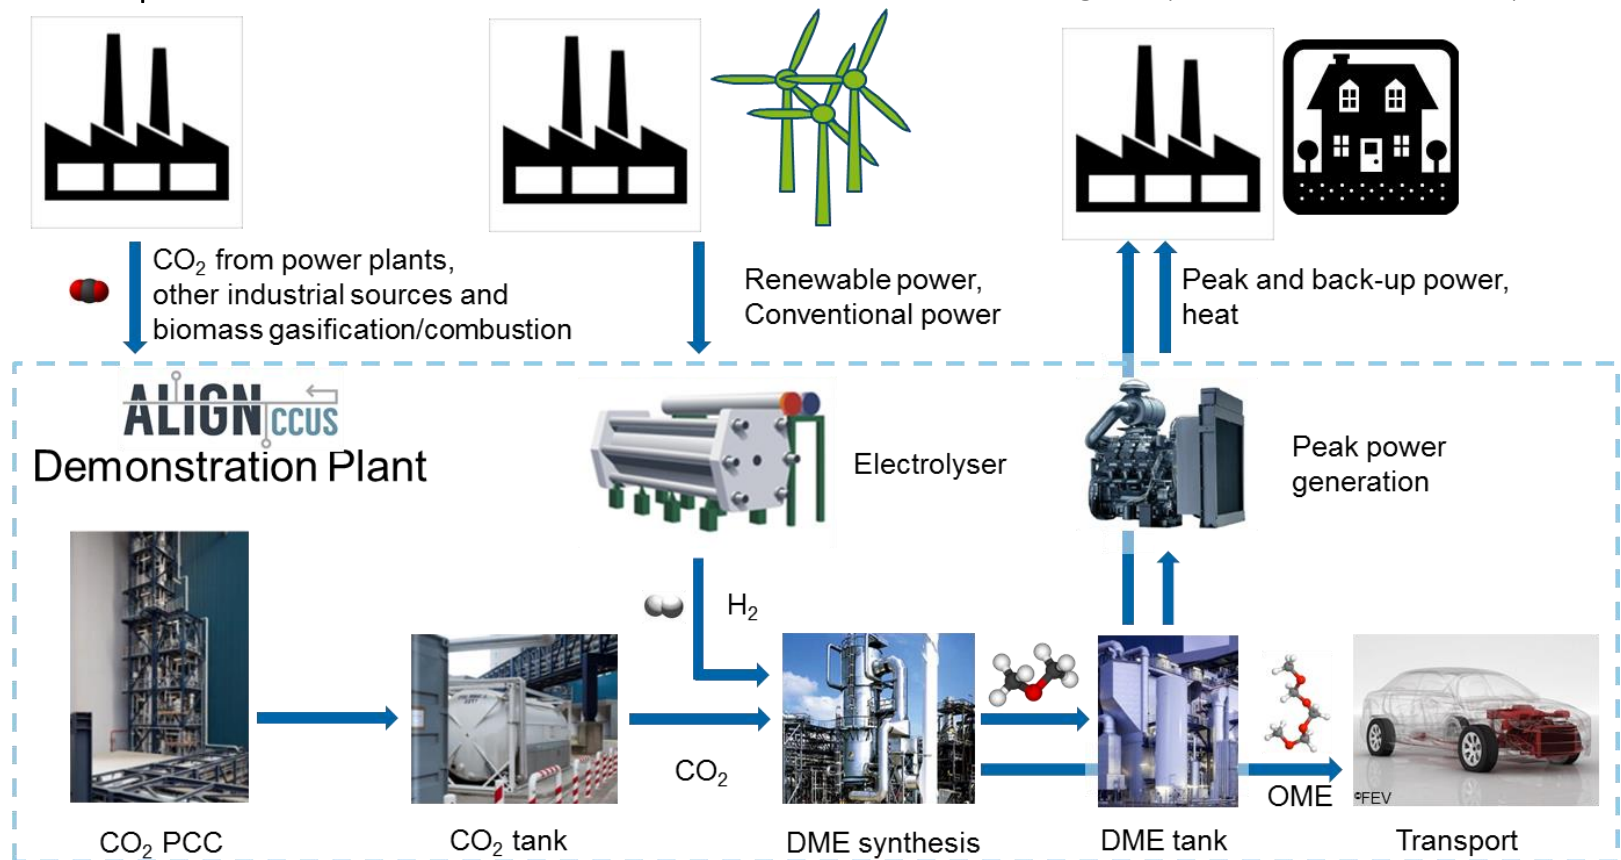 CO₂ from power plants,
other industrial sources and
biomass gasification/combustion
Renewable power,
Conventional power
Peak and back-up power,
heat
ALIGN CCUS
Demonstration Plant
Electrolyser
Peak power
generation
H₂
CO₂
OME
©FEV
CO₂ PCC
CO₂ tank
DME synthesis
DME tank
Transport